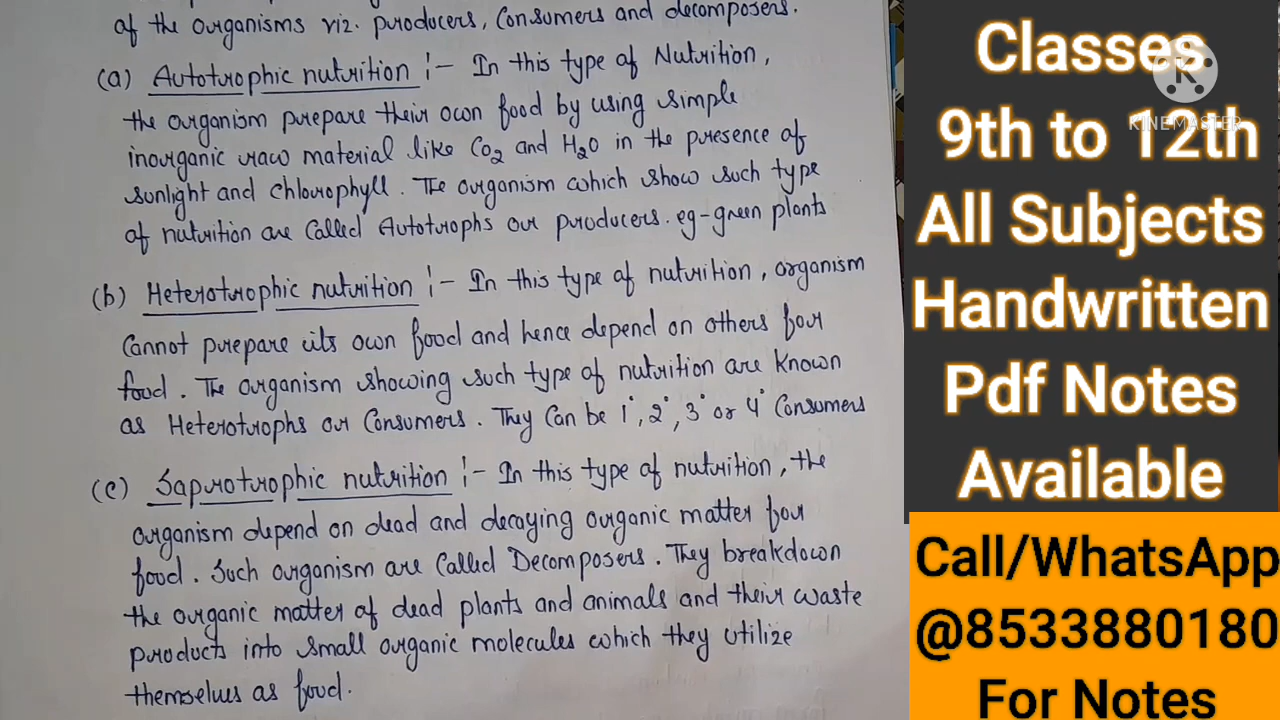 of the organisms viz. producers, Consumers and decomposers.
(a) Autotrophic nutrition :- In this type of Nutrition,
the organism prepare their own food by using simple
inorganic raw material like Co2 and H2O in the presence of
sunlight and chlorophyll. The organism which show such type
of nutrition are Called Autotrophs or producers. eg-green plants
(b) Heterotrophic nutrition :- In this type of nutrition, organism
Cannot prepare its own food and hence depend on others for
food. The organism showing such type of nutrition are known
as Heterotrophs or Consumers. They Can be 1°, 2°, 3° or 4° Consumers
(c) Saprotrophic nutrition :- In this type of nutrition, the
organism depend on dead and decaying organic matter for
food. Such organism are Called Decomposers. They breakdown
the organic matter of dead plants and animals and their waste
products into small organic molecules which they utilize
themselves as food.
Classes
9th to 12th
All Subjects
Handwritten
Pdf Notes
Available
Call/WhatsApp
@8533880180
For Notes
K
KINEMASTER